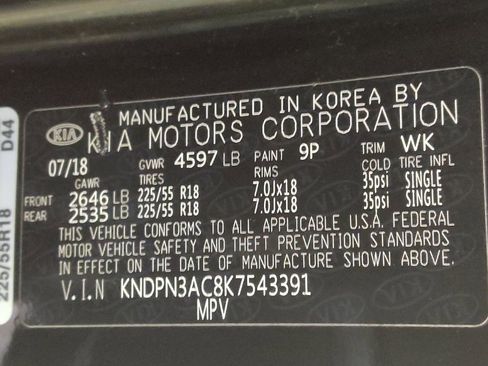 MANUFACTURED IN KOREA BY
KIA KIA MOTORS CORPORATION
07/18 GVWR 4597 LB PAINT 9P TRIM WK
GAWR TIRES RIMS COLD TIRE INFL
FRONT 2646 LB 225/55 R18 7.0Jx18 35psi SINGLE
REAR 2535 LB 225/55 R18 7.0Jx18 35psi SINGLE
THIS VEHICLE CONFORMS TO ALL APPLICABLE U.S.A. FEDERAL
MOTOR VEHICLE SAFETY AND THEFT PREVENTION STANDARDS
IN EFFECT ON THE DATE OF MANUFACTURE SHOWN ABOVE.
V.I.N KNDPN3AC8K7543391
MPV
225/55R18 D44